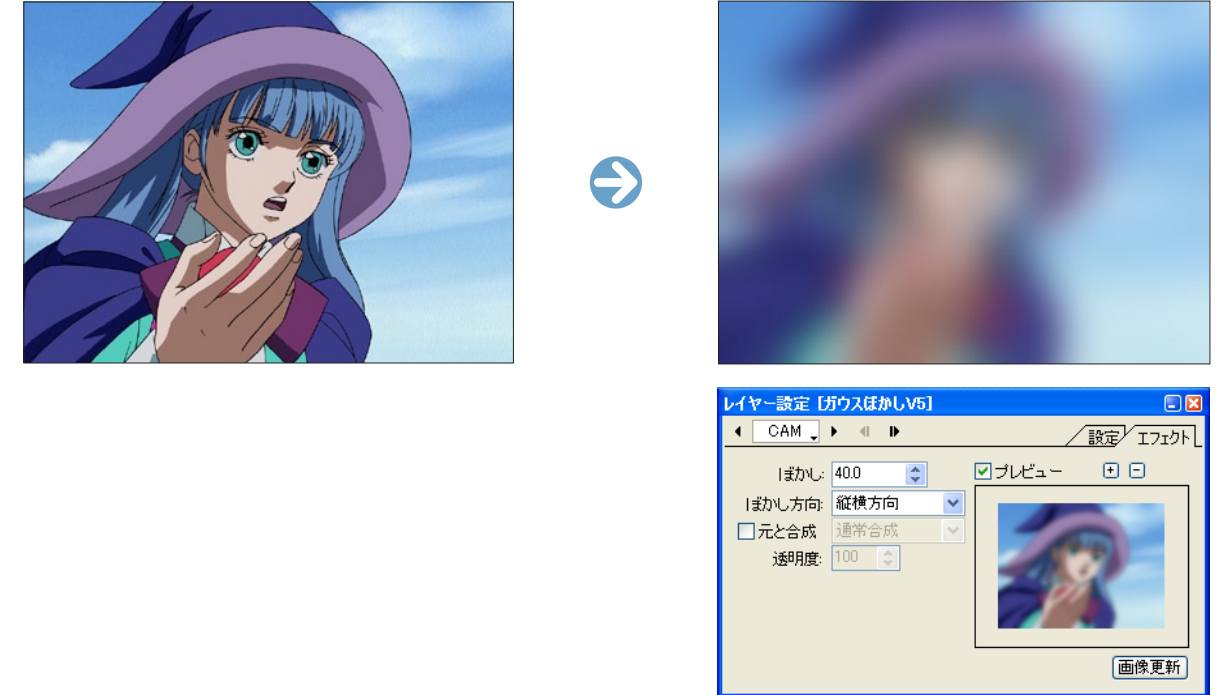 レイヤー設定 [ガウスぼかしV5]
CAM
設定 エフェクト
ぼかし: 40.0
プレビュー
ぼかし方向: 縦横方向
元と合成 通常合成
透明度: 100
画像更新